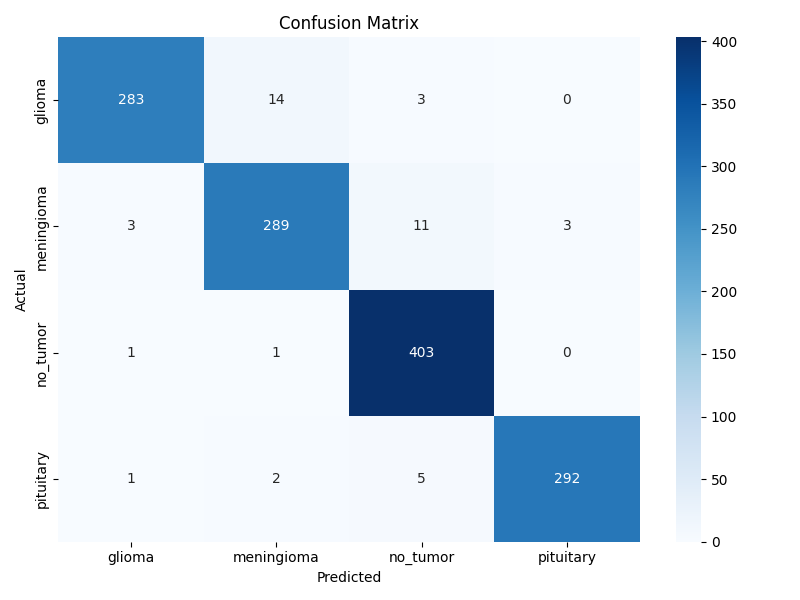 Confusion Matrix
glioma
283 14 3 0
meningioma
3 289 11 3
no_tumor
1 1 403 0
pituitary
1 2 5 292
Actual
glioma meningioma no_tumor pituitary
Predicted
400
350
300
250
200
150
100
50
0